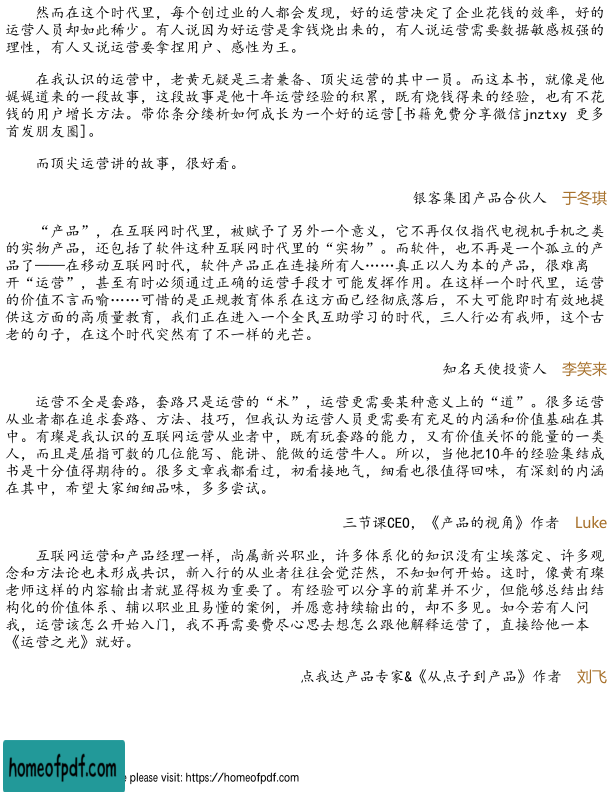 然而在这个时代里，每个创过业的人都会发现，好的运营决定了企业花钱的效率，好的
运营人员却如此稀少。有人说因为好运营是拿钱烧出来的，有人说运营需要数据敏感极强的
理性，有人又说运营要拿捏用户、感性为王。
在我认识的运营中，老黄无疑是三者兼备、顶尖运营的其中一员。而这本书，就像是他
娓娓道来的一段故事，这段故事是他十年运营经验的积累，既有烧钱得来的经验，也有不花
钱的用户增长方法。带你条分缕析如何成长为一个好的运营[书籍免费分享微信jnztxy 更多
首发朋友圈]。
而顶尖运营讲的故事，很好看。
银客集团产品合伙人 于冬琪
“产品”，在互联网时代里，被赋予了另外一个意义，它不再仅仅指代电视机手机之类
的实物产品，还包括了软件这种互联网时代里的“实物”。而软件，也不再是一个孤立的产
品了——在移动互联网时代，软件产品正在连接所有人……真正以人为本的产品，很难离
开“运营”，甚至有时必须通过正确的运营手段才可能发挥作用。在这样一个时代里，运营
的价值不言而喻……可惜的是正规教育体系在这方面已经彻底落后，不大可能即时有效地提
供这方面的高质量教育，我们正在进入一个全民互助学习的时代，三人行必有我师，这个古
老的句子，在这个时代突然有了不一样的光芒。
知名天使投资人 李笑来
运营不全是套路，套路只是运营的“术”，运营更需要某种意义上的“道”。很多运营
从业者都在追求套路、方法、技巧，但我认为运营人员更需要有充足的内涵和价值基础在其
中。有璨是我认识的互联网运营从业者中，既有玩套路的能力，又有价值关怀的能量的一类
人，而且是屈指可数的几位能写、能讲、能做的运营牛人。所以，当他把10年的经验集结成
书是十分值得期待的。很多文章我都看过，初看接地气，细看也很值得回味，有深刻的内涵
在其中，希望大家细细品味，多多尝试。
三节课CEO，《产品的视角》作者 Luke
互联网运营和产品经理一样，尚属新兴职业，许多体系化的知识没有尘埃落定、许多观
念和方法论也未形成共识，新入行的从业者往往会觉茫然，不知如何开始。这时，像黄有璨
老师这样的内容输出者就显得极为重要了。有经验可以分享的前辈并不少，但能够总结出结
构化的价值体系、辅以职业且易懂的案例，并愿意持续输出的，却不多见。如今若有人问
我，运营该怎么开始入门，我不再需要费尽心思去想怎么跟他解释运营了，直接给他一本
《运营之光》就好。
点我达产品专家&《从点子到产品》作者 刘飞
homeofpdf.com
please visit: https://homeofpdf.com